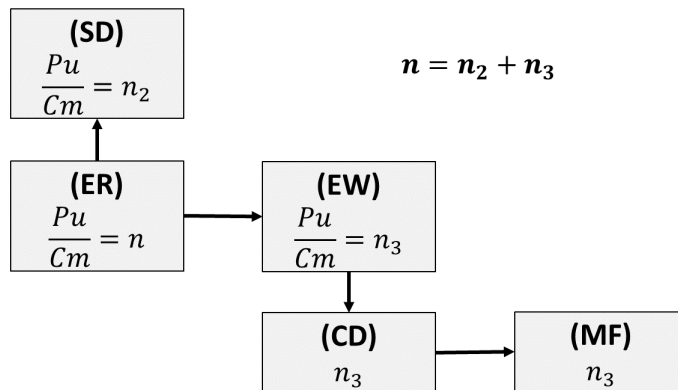 (SD)
Pu/Cm = n₂
n = n₂ + n₃
(ER)
Pu/Cm = n
(EW)
Pu/Cm = n₃
(CD)
n₃
(MF)
n₃